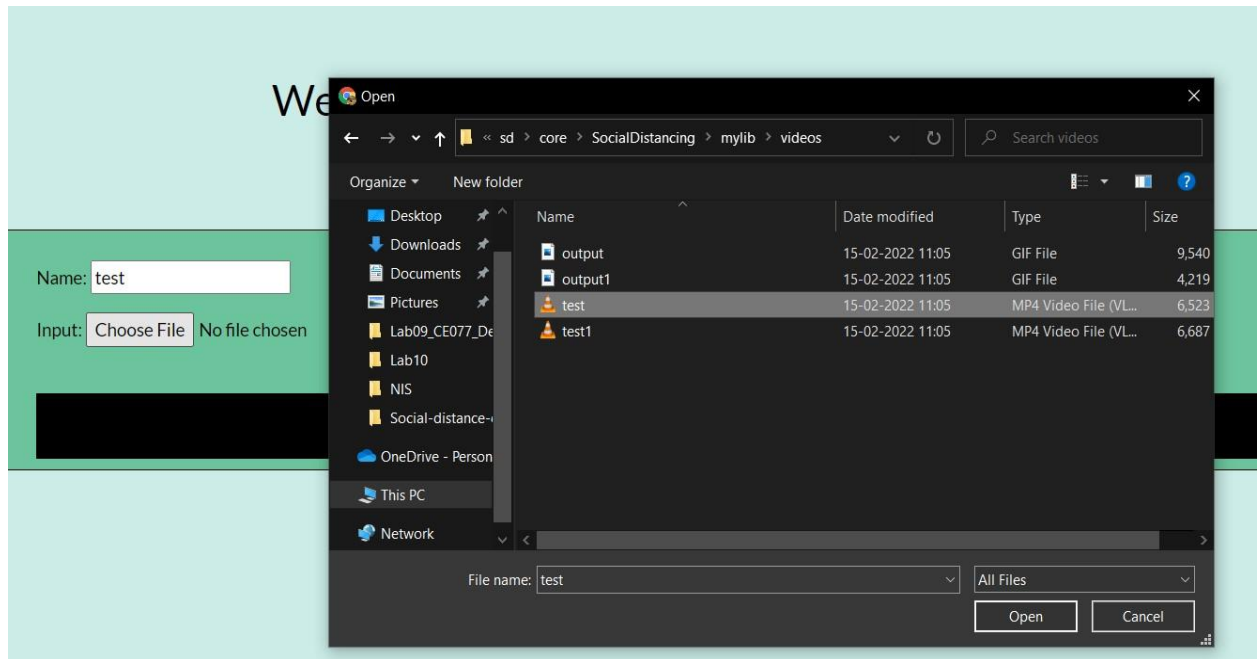 We
Open
« sd > core > SocialDistancing > mylib > videos
Search videos
Organize
New folder
Name Date modified Type Size
Desktop
Downloads
Documents
Pictures
Lab09_CE077_De
Lab10
NIS
Social-distance-
OneDrive - Person
This PC
Network
output 15-02-2022 11:05 GIF File 9,540
output1 15-02-2022 11:05 GIF File 4,219
test 15-02-2022 11:05 MP4 Video File (VL... 6,523
test1 15-02-2022 11:05 MP4 Video File (VL... 6,687
Name: test
Input: Choose File No file chosen
File name: test All Files
Open Cancel